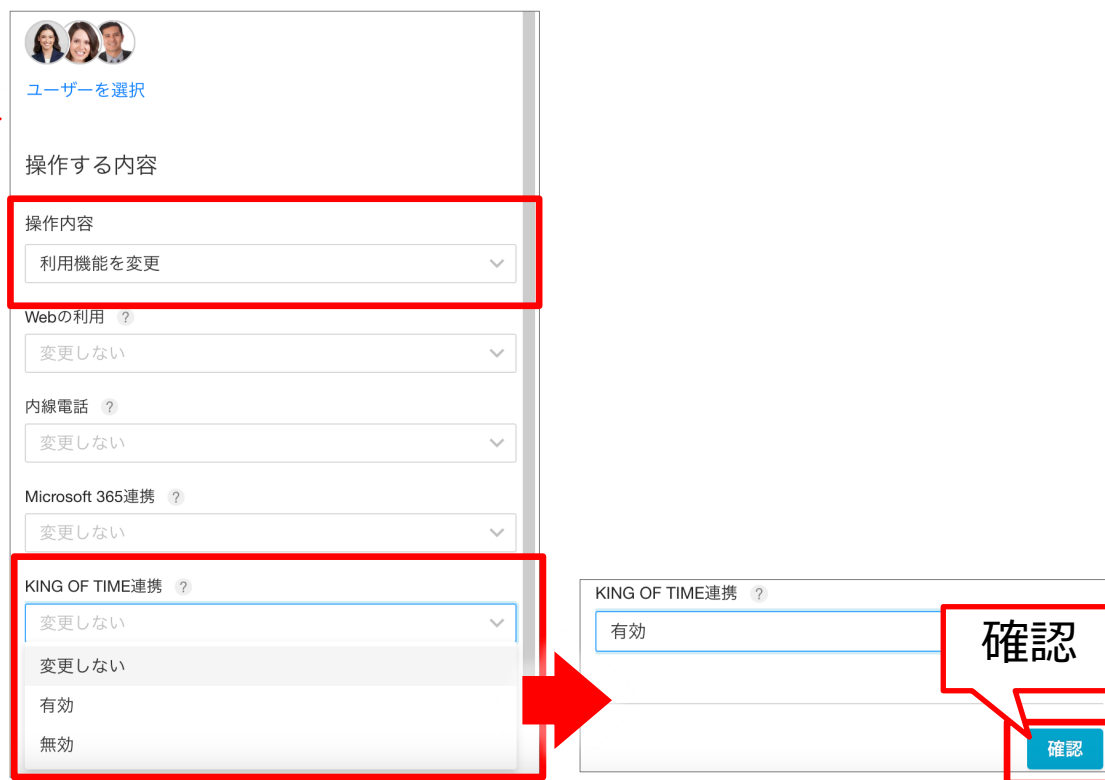 ユーザーを選択
操作する内容
操作内容
利用機能を変更
Webの利用 ?
変更しない
内線電話 ?
変更しない
Microsoft 365連携 ?
変更しない
KING OF TIME連携 ?
変更しない
変更しない
有効
無効
KING OF TIME連携 ?
有効
確認
確認